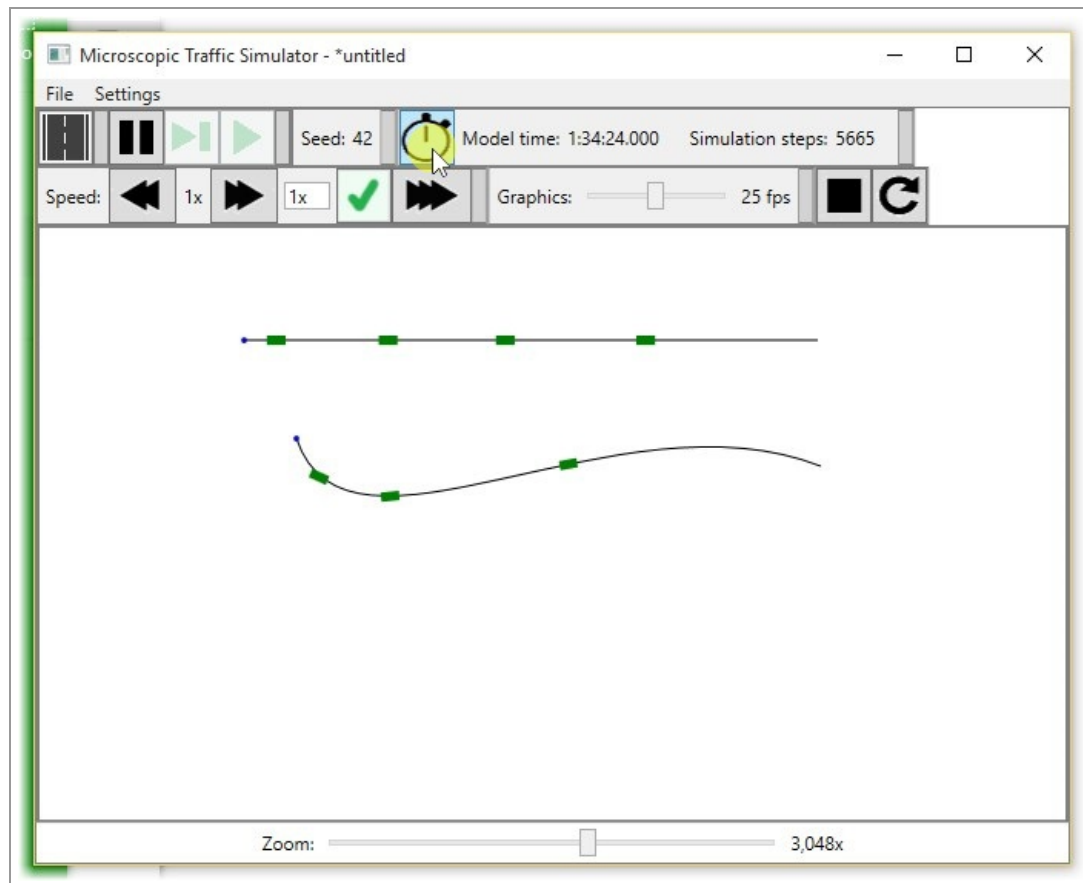 Microscopic Traffic Simulator - *untitled
File Settings
Seed: 42 Model time: 1:34:24.000 Simulation steps: 5665
Speed: 1x 1x Graphics: 25 fps
Zoom: 3,048x